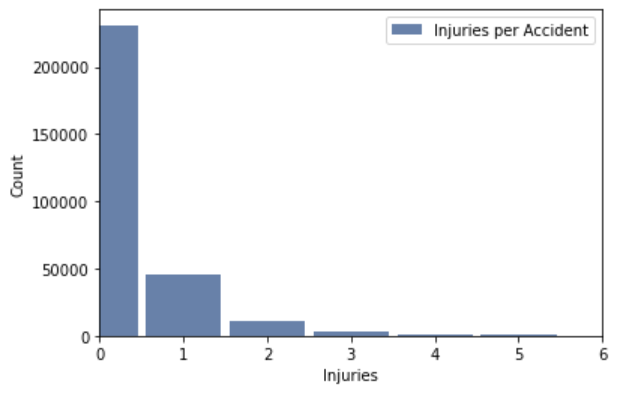 Injuries per Accident
200000
150000
100000
50000
0
Count
0 1 2 3 4 5 6
Injuries